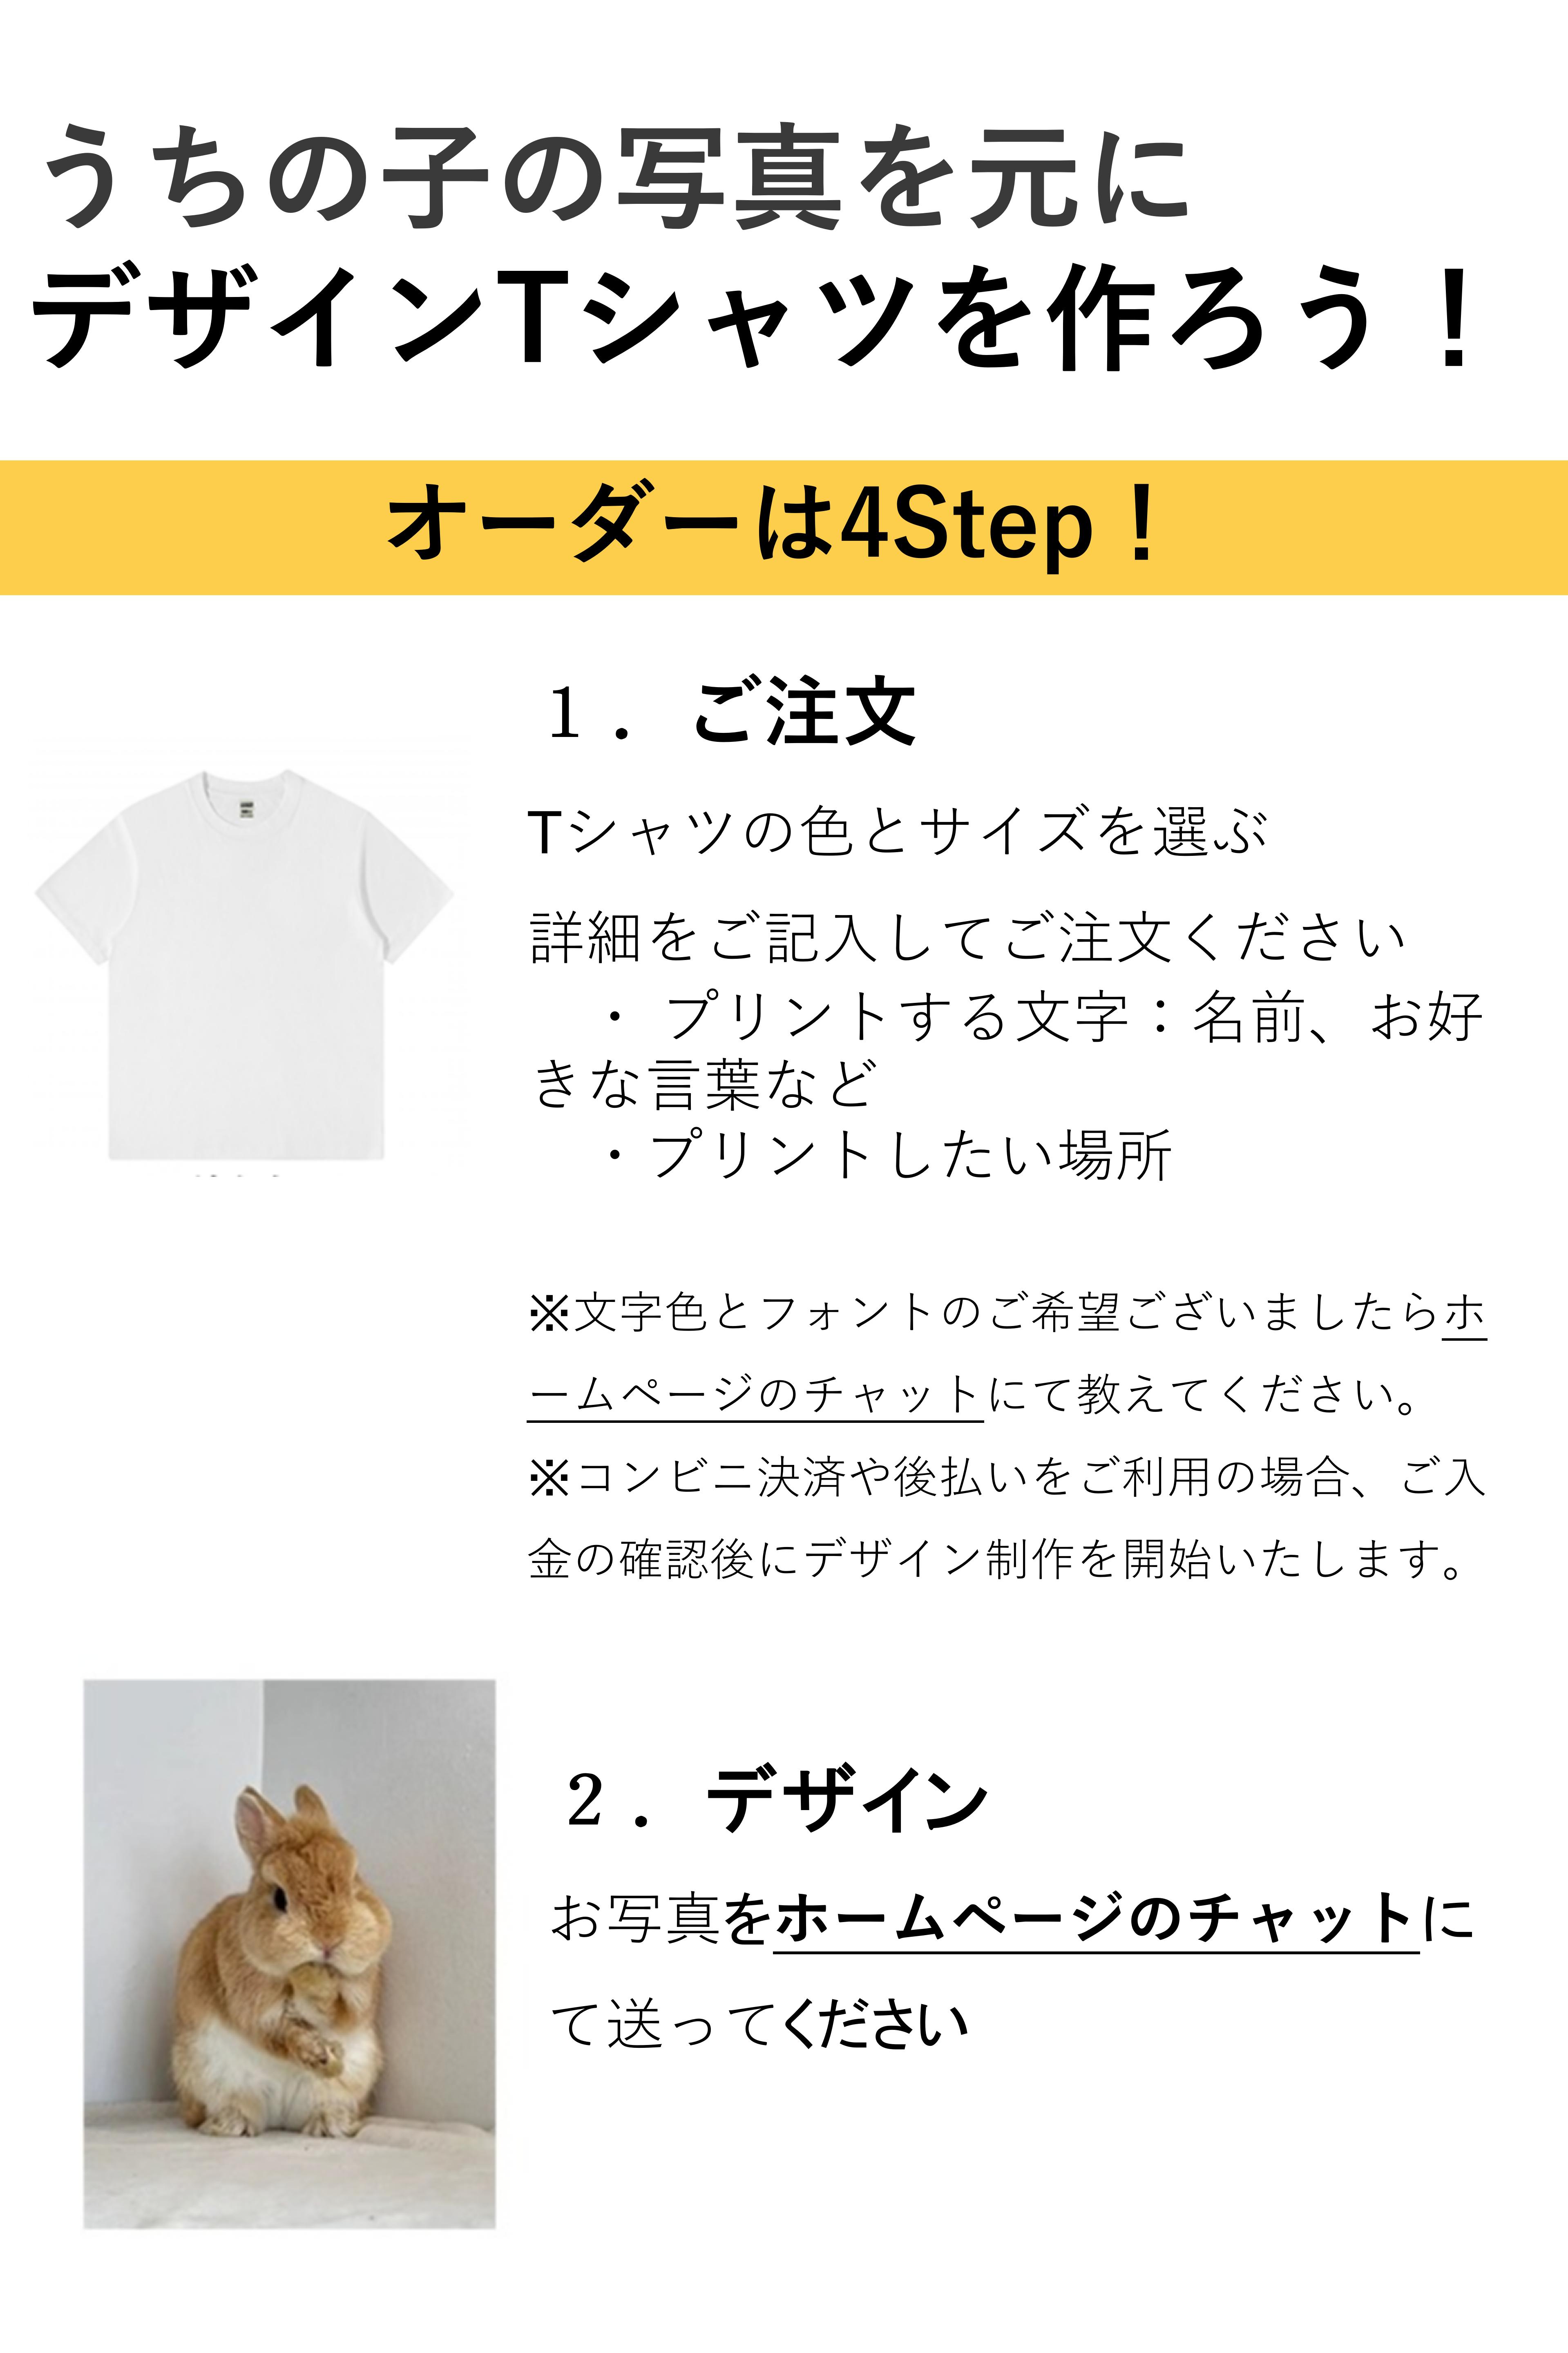 うちの子の写真を元に
デザインTシャツを作ろう！
オーダーは4Step！
１．ご注文
Tシャツの色とサイズを選ぶ
詳細をご記入してご注文ください
・ プリントする文字：名前、お好
きな言葉など
・プリントしたい場所
※文字色とフォントのご希望ございましたらホ
ームページのチャットにて教えてください。
※コンビニ決済や後払いをご利用の場合、ご入
金の確認後にデザイン制作を開始いたします。
２．デザイン
お写真をホームページのチャットに
て送ってください